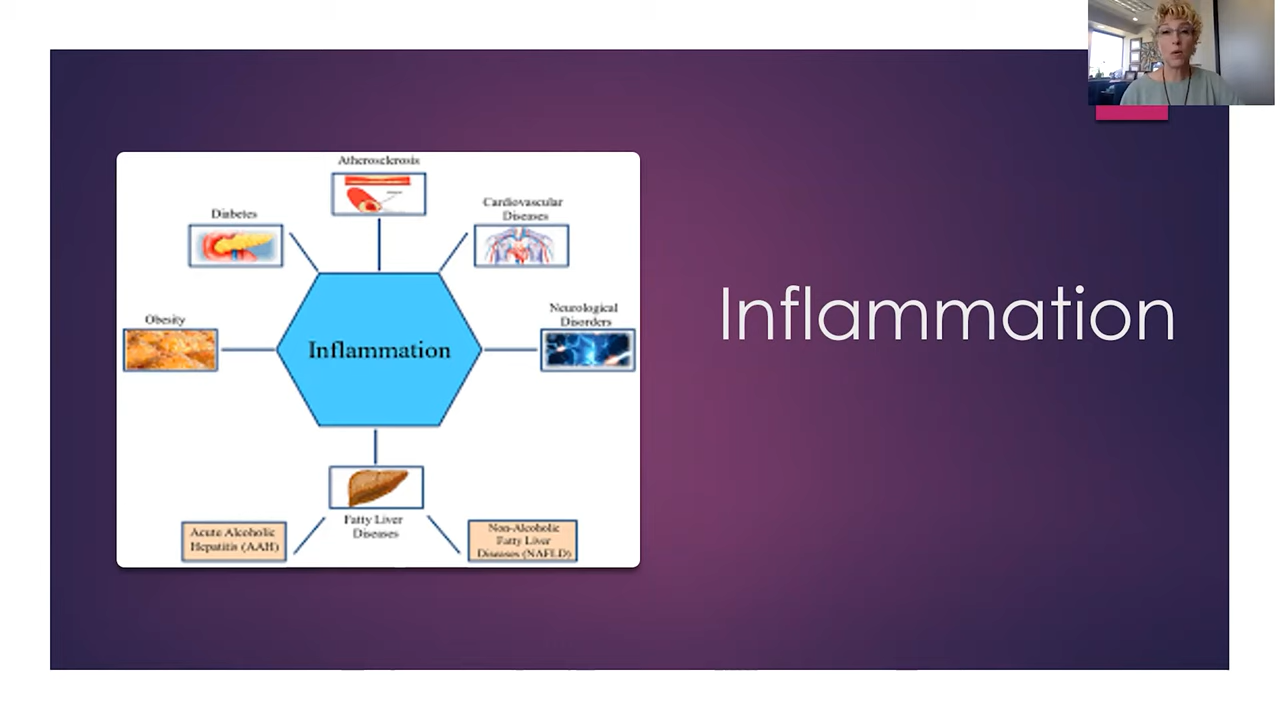 Atherosclerosis
Cardiovascular
Diseases
Diabetes
Neurological
Disorders
Obesity
Inflammation
Fatty Liver
Diseases
Acute Alcoholic
Hepatitis (AAH)
Non-Alcoholic
Fatty Liver
Diseases (NAFLD)
Inflammation